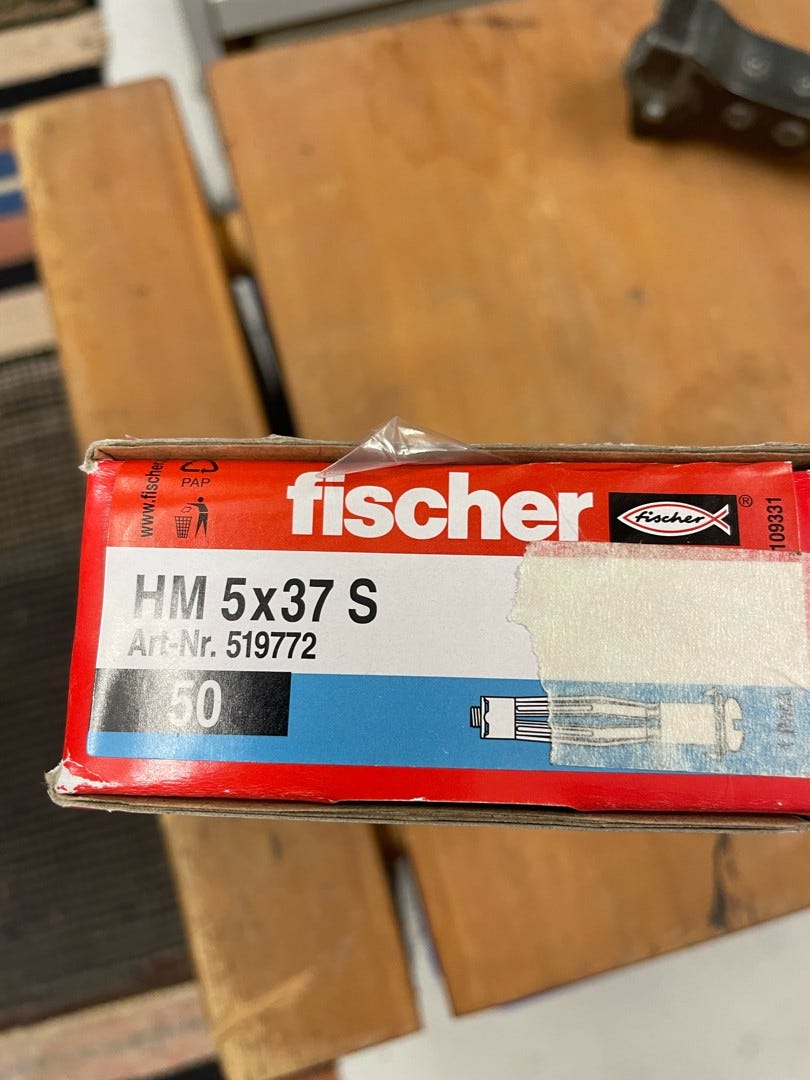 www.fischer
PAP
fischer
fischer ®
109331
HM 5x37 S
Art-Nr. 519772
50